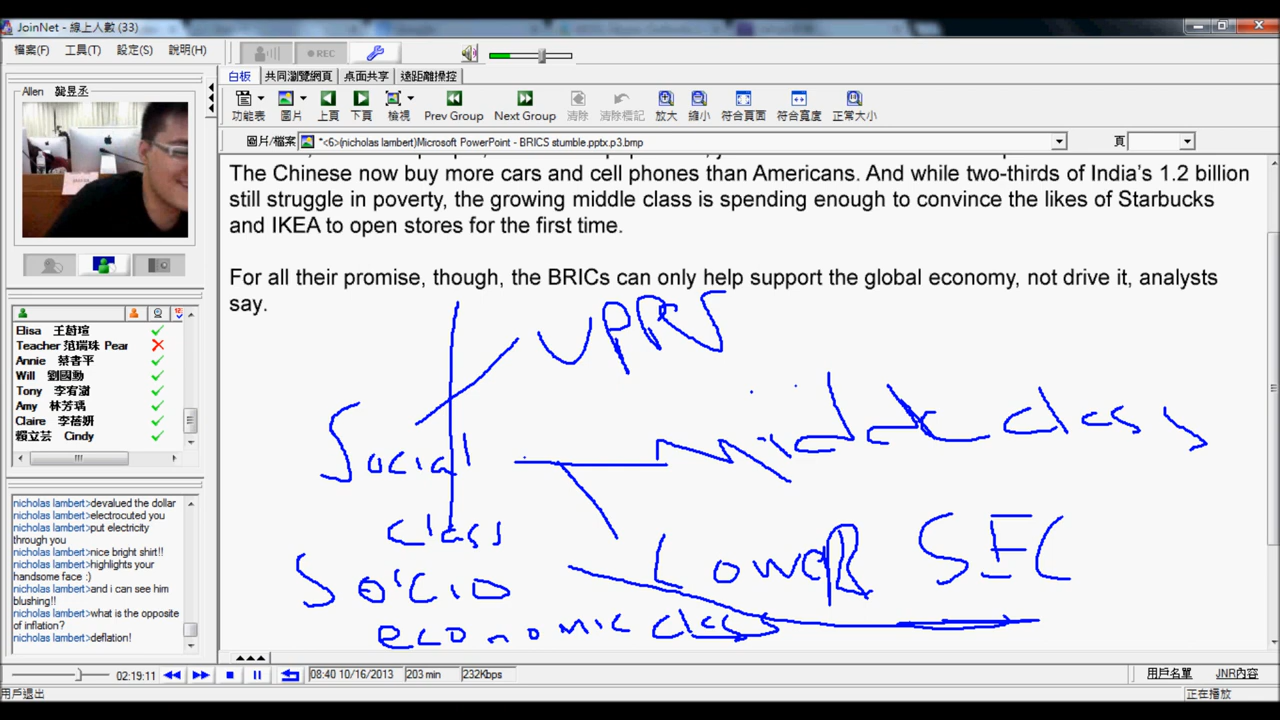 JoinNet - 線上人數 (33)
檔案(F) 工具(T) 設定(S) 說明(H)
REC
Allen 龔昱丞
白板 共同瀏覽網頁 桌面共享 遠距離操控
功能表 圖片 上頁 下頁 檢視 Prev Group Next Group 清除 清除標記 放大 縮小 符合頁面 符合寬度 正常大小
圖片/檔案 *<6>(nicholas lambert)Microsoft PowerPoint - BRICS stumble.pptx.p3.bmp 頁
The Chinese now buy more cars and cell phones than Americans. And while two-thirds of India's 1.2 billion
still struggle in poverty, the growing middle class is spending enough to convince the likes of Starbucks
and IKEA to open stores for the first time.
For all their promise, though, the BRICs can only help support the global economy, not drive it, analysts
say.
Social
class
Middle class
LOWER SEC
SOCIO
economic class
Elisa 王蒔瑄
Teacher 范瑞珠 Pear
Annie 蔡書平
Will 劉國勳
Tony 李宥澍
Amy 林芳瑀
Claire 李蓓妍
賴立芸 Cindy
nicholas lambert>devalued the dollar
nicholas lambert>electrocuted you
nicholas lambert>put electricity
through you
nicholas lambert>nice bright shirt!!
nicholas lambert>highlights your
handsome face :)
nicholas lambert>and i can see him
blushing!!
nicholas lambert>what is the opposite
of inflation?
nicholas lambert>deflation!
02:19:11 08:40 10/16/2013 203 min 232Kbps 用戶名單 JNR內容
用戶退出 正在播放